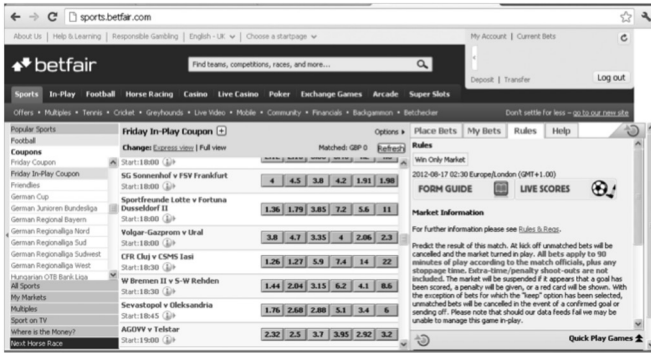 sports.betfair.com
About Us | Help & Learning | Responsible Gambling | English - UK | Choose a startpage
My Account | Current Bets
betfair
Find teams, competitions, races, and more...
Deposit | Transfer
Log out
Sports In-Play Football Horse Racing Casino Live Casino Poker Exchange Games Arcade Super Slots
Offers • Multiples • Tennis • Cricket • Greyhounds • Live Video • Mobile • Community • Financials • Backgammon • Betchecker
Don't settle for less – go to our new site
Popular Sports
Football
Coupons
Friday Coupon
Friday In-Play Coupon
Friendlies
German Cup
German Junioren Bundesliga
German Regional Bayern
German Regionalliga Nord
German Regionalliga Sud
German Regionalliga Sudwest
German Regionalliga West
Hungarian OTB Bank Liga
All Sports
My Markets
Multiples
Sport on TV
Where is the Money?
Next Horse Race
Friday In-Play Coupon
Options
Change: Express view | Full view
Matched: GBP 0
Refresh
Start:18:00
SG Sonnenhof v FSV Frankfurt
Start:18:00
4 4.5 3.8 4.2 1.91 1.98
Sportfreunde Lotte v Fortuna
Dusseldorf II
Start:18:00
1.36 1.79 3.85 7.2 5.6 11
Volgar-Gazprom v Ural
Start:18:00
3.8 4.7 3.35 4 2.06 2.3
CFR Cluj v CSMS Iasi
Start:18:30
1.26 1.27 5.9 7.4 14 22
W Bremen II v S-W Rehden
Start:18:30
1.44 2.04 3.15 6.2 4.1 8.6
Sevastopol v Oleksandria
Start:18:45
1.76 2.68 2.88 5.1 3.4 6
AGOVV v Telstar
Start:19:00
2.32 2.5 3.7 3.95 2.92 3.2
Place Bets My Bets Rules Help
Rules
Win Only Market
2012-08-17 02:30 Europe/London (GMT+1.00)
FORM GUIDE LIVE SCORES
Market Information
For further information please see Rules & Regs.
Predict the result of this match. At kick off unmatched bets will be
cancelled and the market turned in play. All bets apply to 90
minutes of play according to the match officials, plus any
stoppage time. Extra-time/penalty shoot-outs are not
included. The market will be suspended if it appears that a goal has
been scored, a penalty will be given, or a red card will be shown. With
the exception of bets for which the "keep" option has been selected,
unmatched bets will be cancelled in the event of a confirmed goal or
sending off. Please note that should our data feeds fail we may be
unable to manage this game in-play.
Quick Play Games